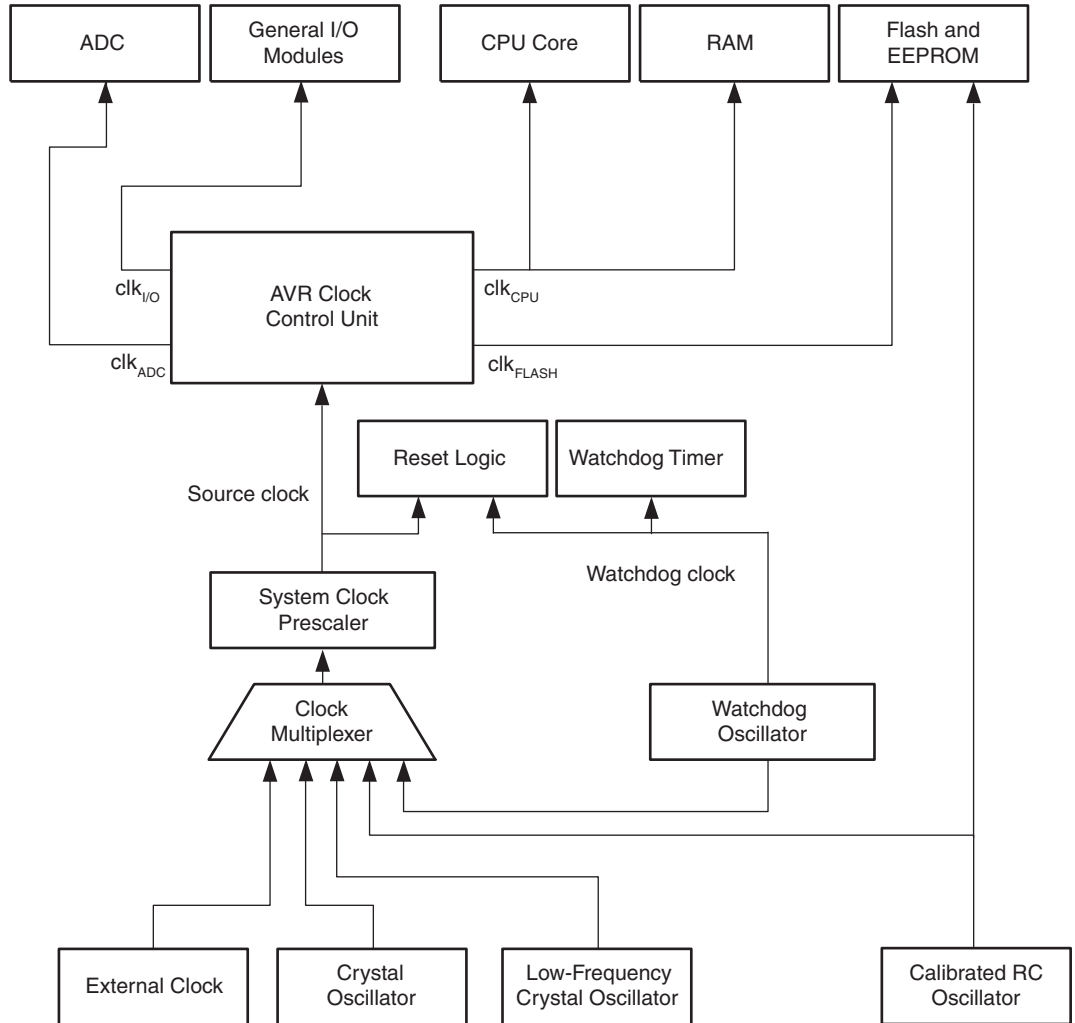 ADC
General I/O
Modules
CPU Core
RAM
Flash and
EEPROM
clkI/O
AVR Clock
Control Unit
clkCPU
clkADC
clkFLASH
Reset Logic
Watchdog Timer
Source clock
Watchdog clock
System Clock
Prescaler
Clock
Multiplexer
Watchdog
Oscillator
External Clock
Crystal
Oscillator
Low-Frequency
Crystal Oscillator
Calibrated RC
Oscillator